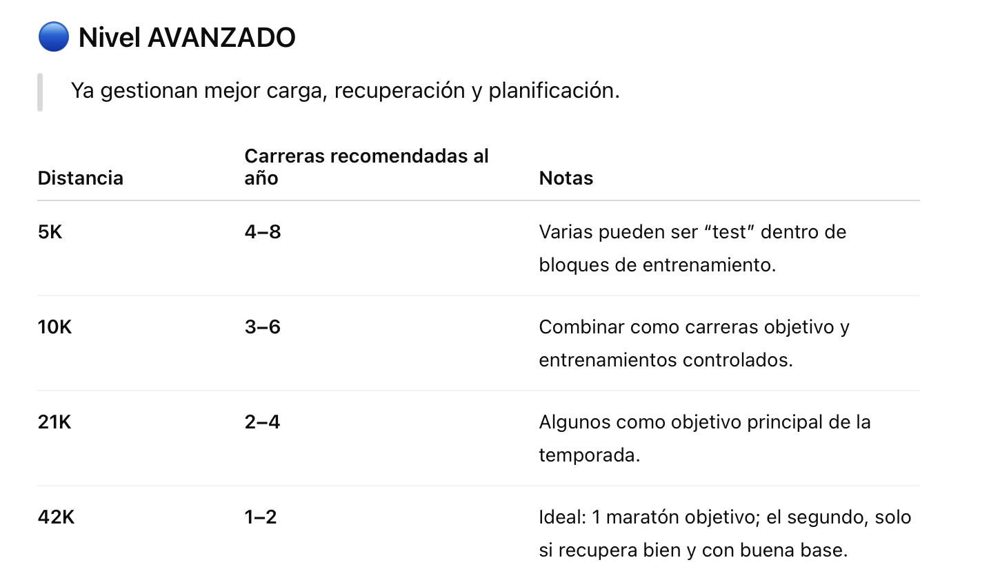 Nivel AVANZADO
Ya gestionan mejor carga, recuperación y planificación.
Distancia
Carreras recomendadas al
año
Notas
5K
4–8
Varias pueden ser “test” dentro de
bloques de entrenamiento.
10K
3–6
Combinar como carreras objetivo y
entrenamientos controlados.
21K
2–4
Algunos como objetivo principal de la
temporada.
42K
1–2
Ideal: 1 maratón objetivo; el segundo, solo
si recupera bien y con buena base.